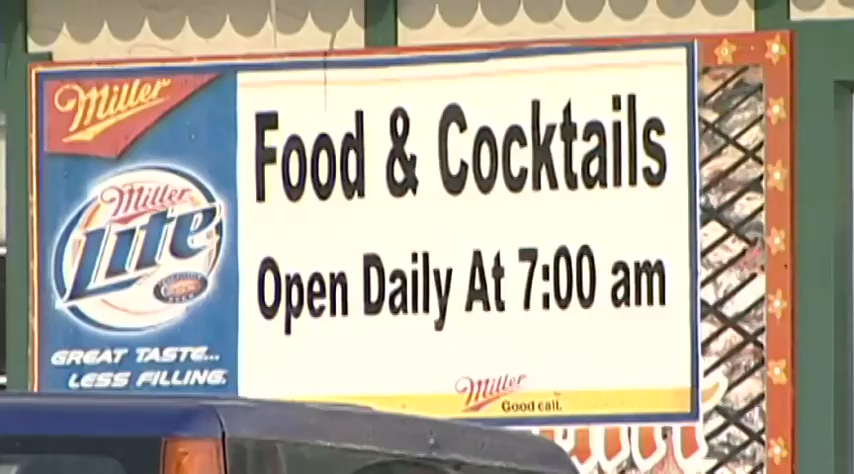 Miller
Miller
Lite
GREAT TASTE...
LESS FILLING.
Food & Cocktails
Open Daily At 7:00 am
Miller
Good call.